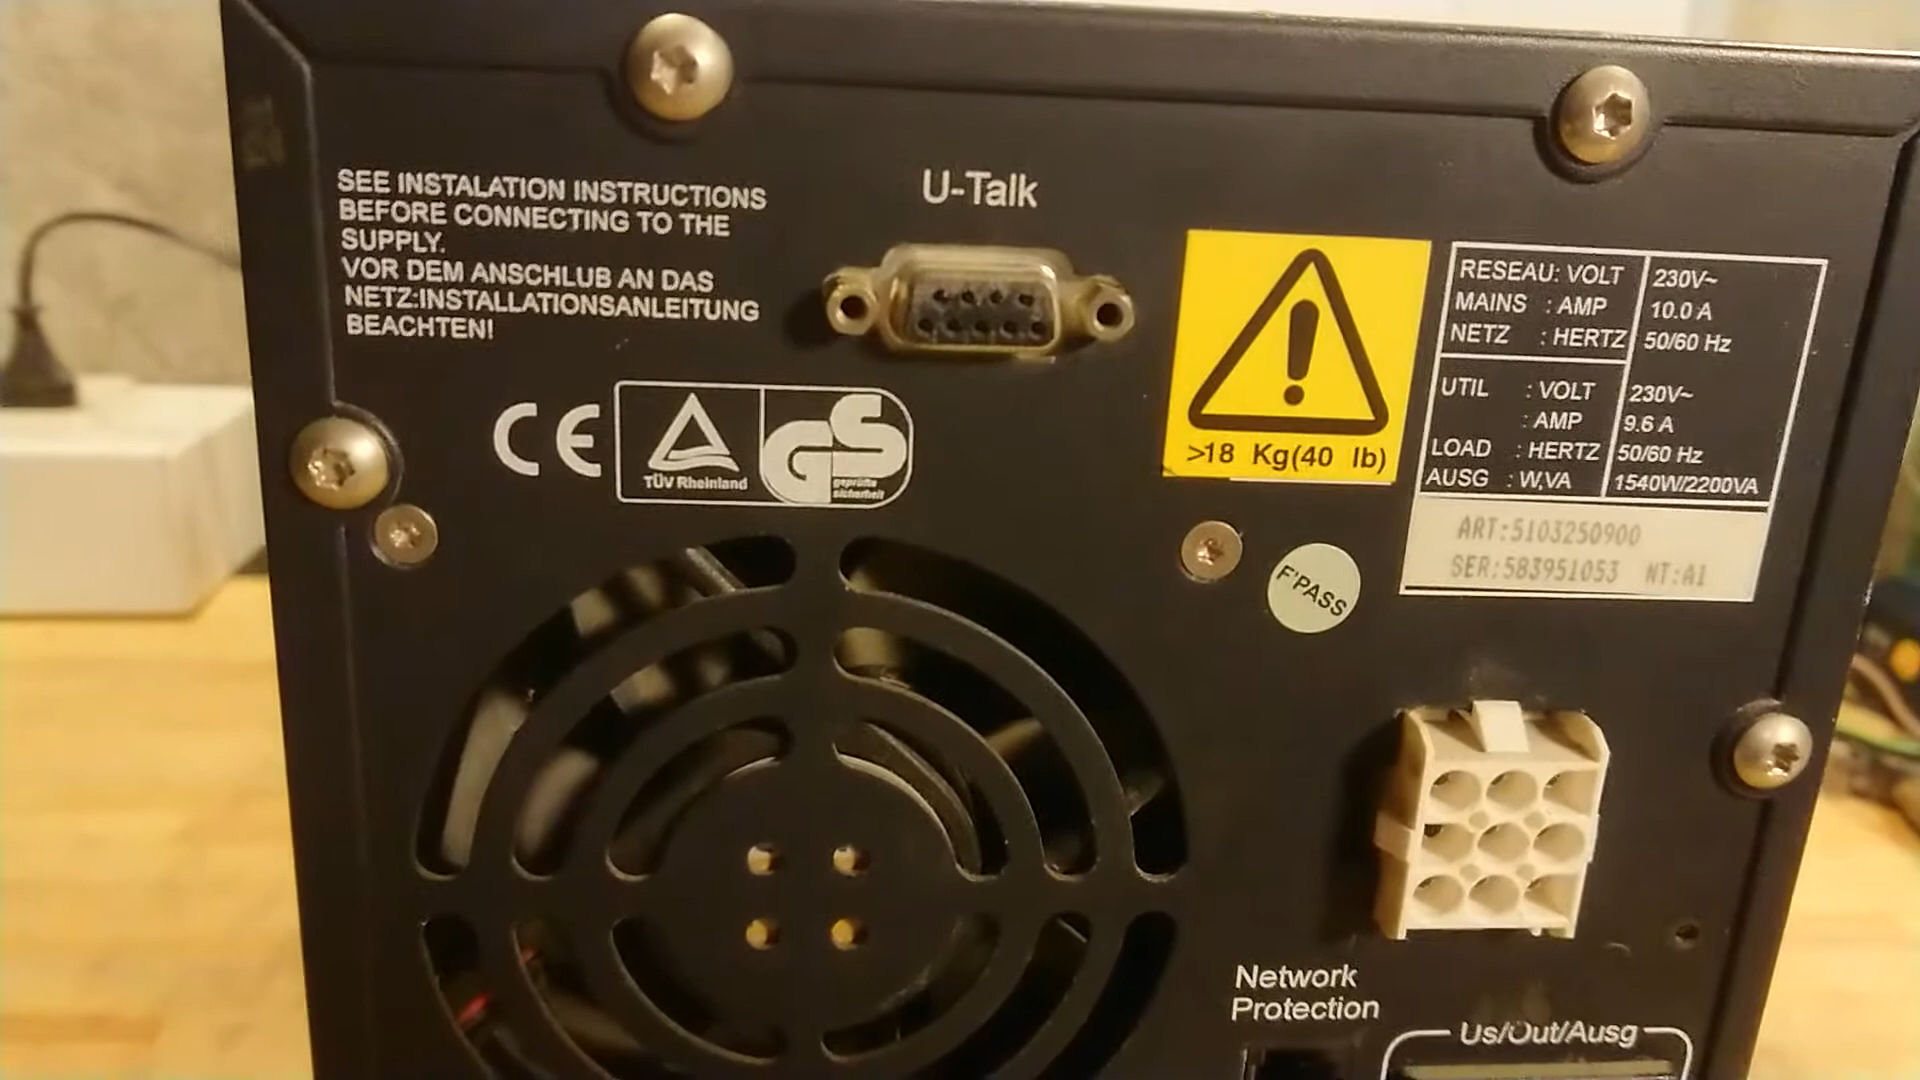 SEE INSTALATION INSTRUCTIONS
BEFORE CONNECTING TO THE
SUPPLY.
VOR DEM ANSCHLUB AN DAS
NETZ:INSTALLATIONSANLEITUNG
BEACHTEN!
U-Talk
CE
TÜV Rheinland
GS
geprüfte
sicherheit
>18 Kg(40 lb)
RESEAU: VOLT 230V~
MAINS : AMP 10.0 A
NETZ : HERTZ 50/60 Hz
UTIL : VOLT 230V~
: AMP 9.6 A
LOAD : HERTZ 50/60 Hz
AUSG : W,VA 1540W/2200VA
ART:5103250900
SER:583951053 NT:A1
F'PASS
Network
Protection
Us/Out/Ausg